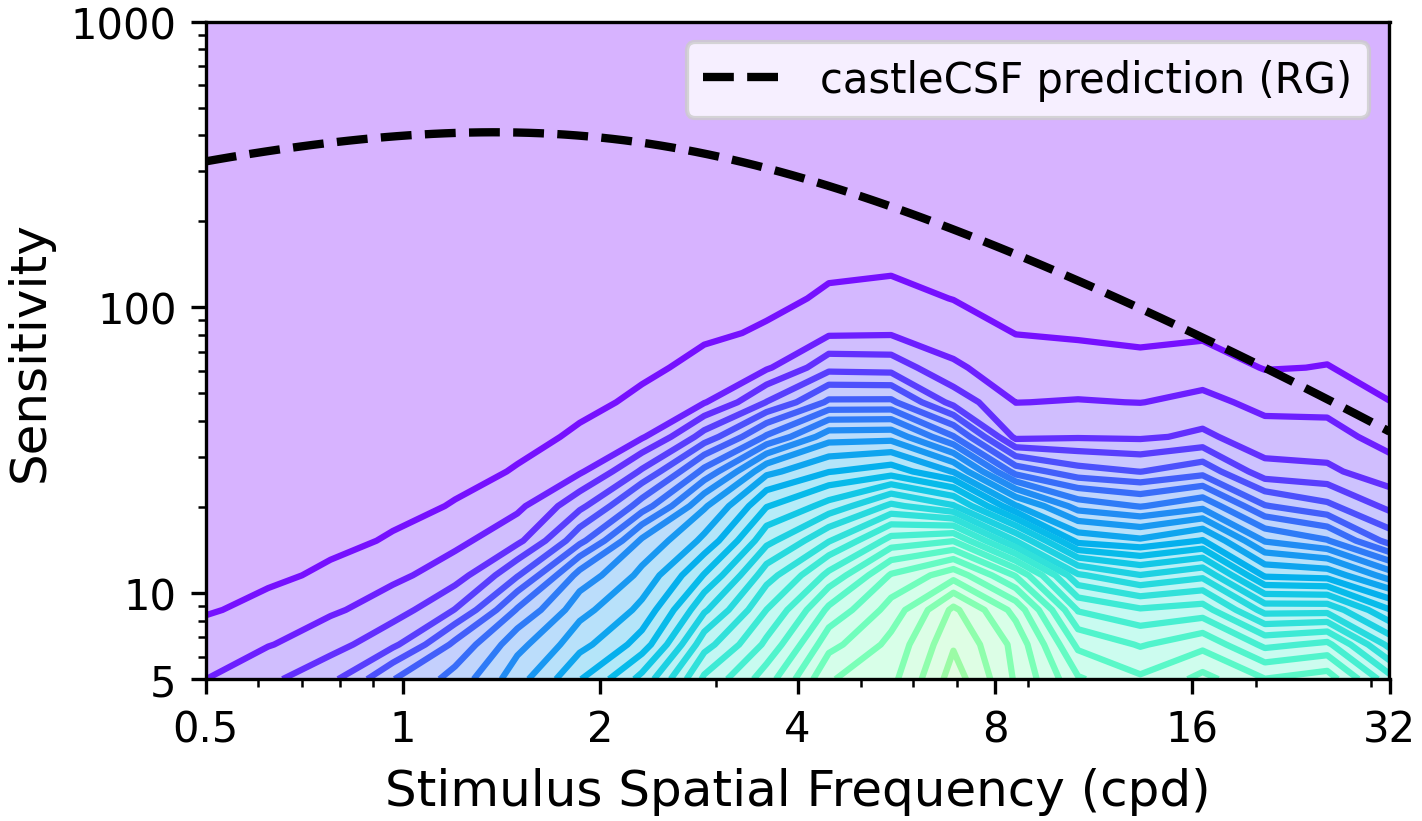 1000
100
10
5
Sensitivity
castleCSF prediction (RG)
0.5 1 2 4 8 16 32
Stimulus Spatial Frequency (cpd)